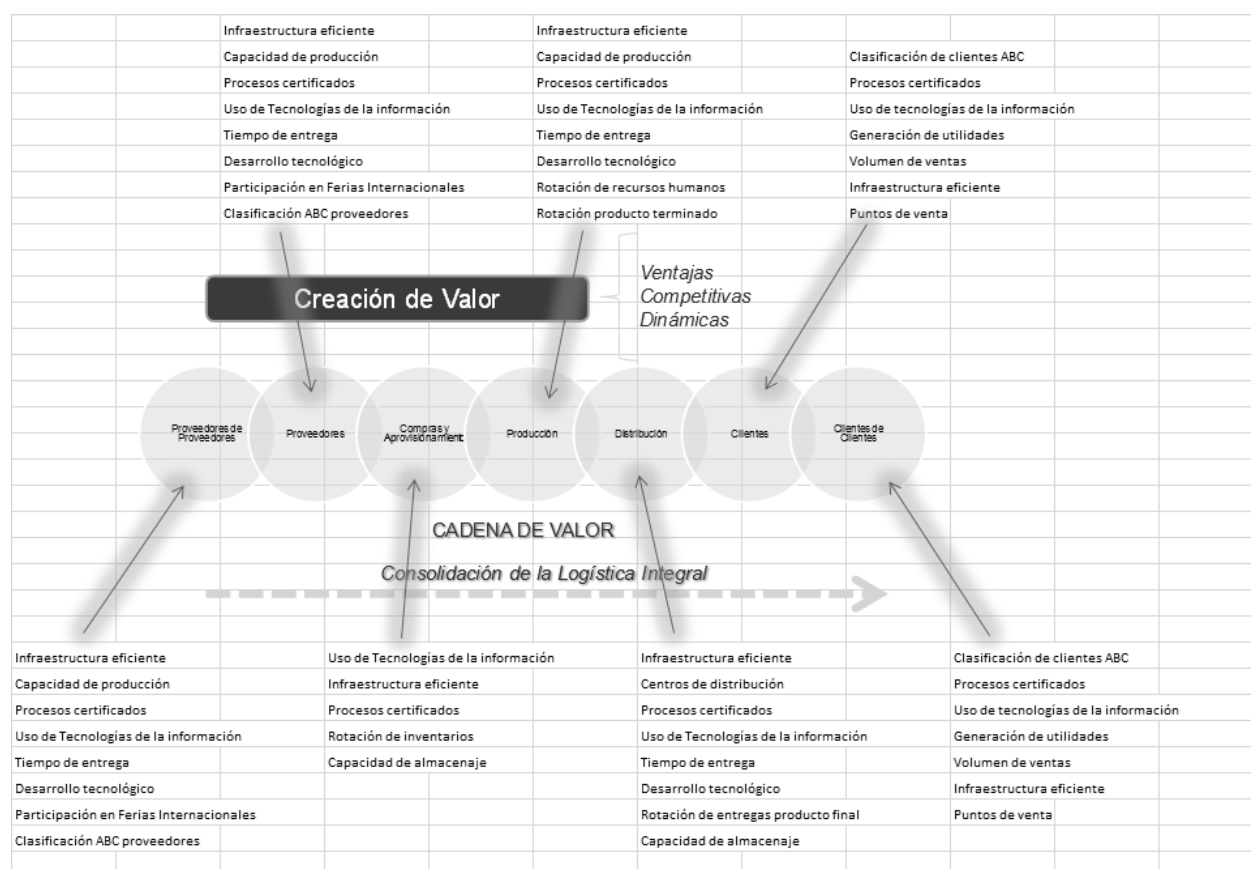 Infraestructura eficiente
Capacidad de producción
Procesos certificados
Uso de Tecnologías de la información
Tiempo de entrega
Desarrollo tecnológico
Participación en Ferias Internacionales
Clasificación ABC proveedores
Infraestructura eficiente
Capacidad de producción
Procesos certificados
Uso de Tecnologías de la información
Tiempo de entrega
Desarrollo tecnológico
Rotación de recursos humanos
Rotación producto terminado
Clasificación de clientes ABC
Procesos certificados
Uso de tecnologías de la información
Generación de utilidades
Volumen de ventas
Infraestructura eficiente
Puntos de venta
Creación de Valor
Ventajas
Competitivas
Dinámicas
Proveedores de
Proveedores
Proveedores
Compras y
Aprovisionamient
Producción
Distribución
Clientes
Clientes de
Clientes
CADENA DE VALOR
Consolidación de la Logística Integral
Infraestructura eficiente
Capacidad de producción
Procesos certificados
Uso de Tecnologías de la información
Tiempo de entrega
Desarrollo tecnológico
Participación en Ferias Internacionales
Clasificación ABC proveedores
Uso de Tecnologías de la información
Infraestructura eficiente
Procesos certificados
Rotación de inventarios
Capacidad de almacenaje
Infraestructura eficiente
Centros de distribución
Procesos certificados
Uso de Tecnologías de la información
Tiempo de entrega
Desarrollo tecnológico
Rotación de entregas producto final
Capacidad de almacenaje
Clasificación de clientes ABC
Procesos certificados
Uso de tecnologías de la información
Generación de utilidades
Volumen de ventas
Infraestructura eficiente
Puntos de venta